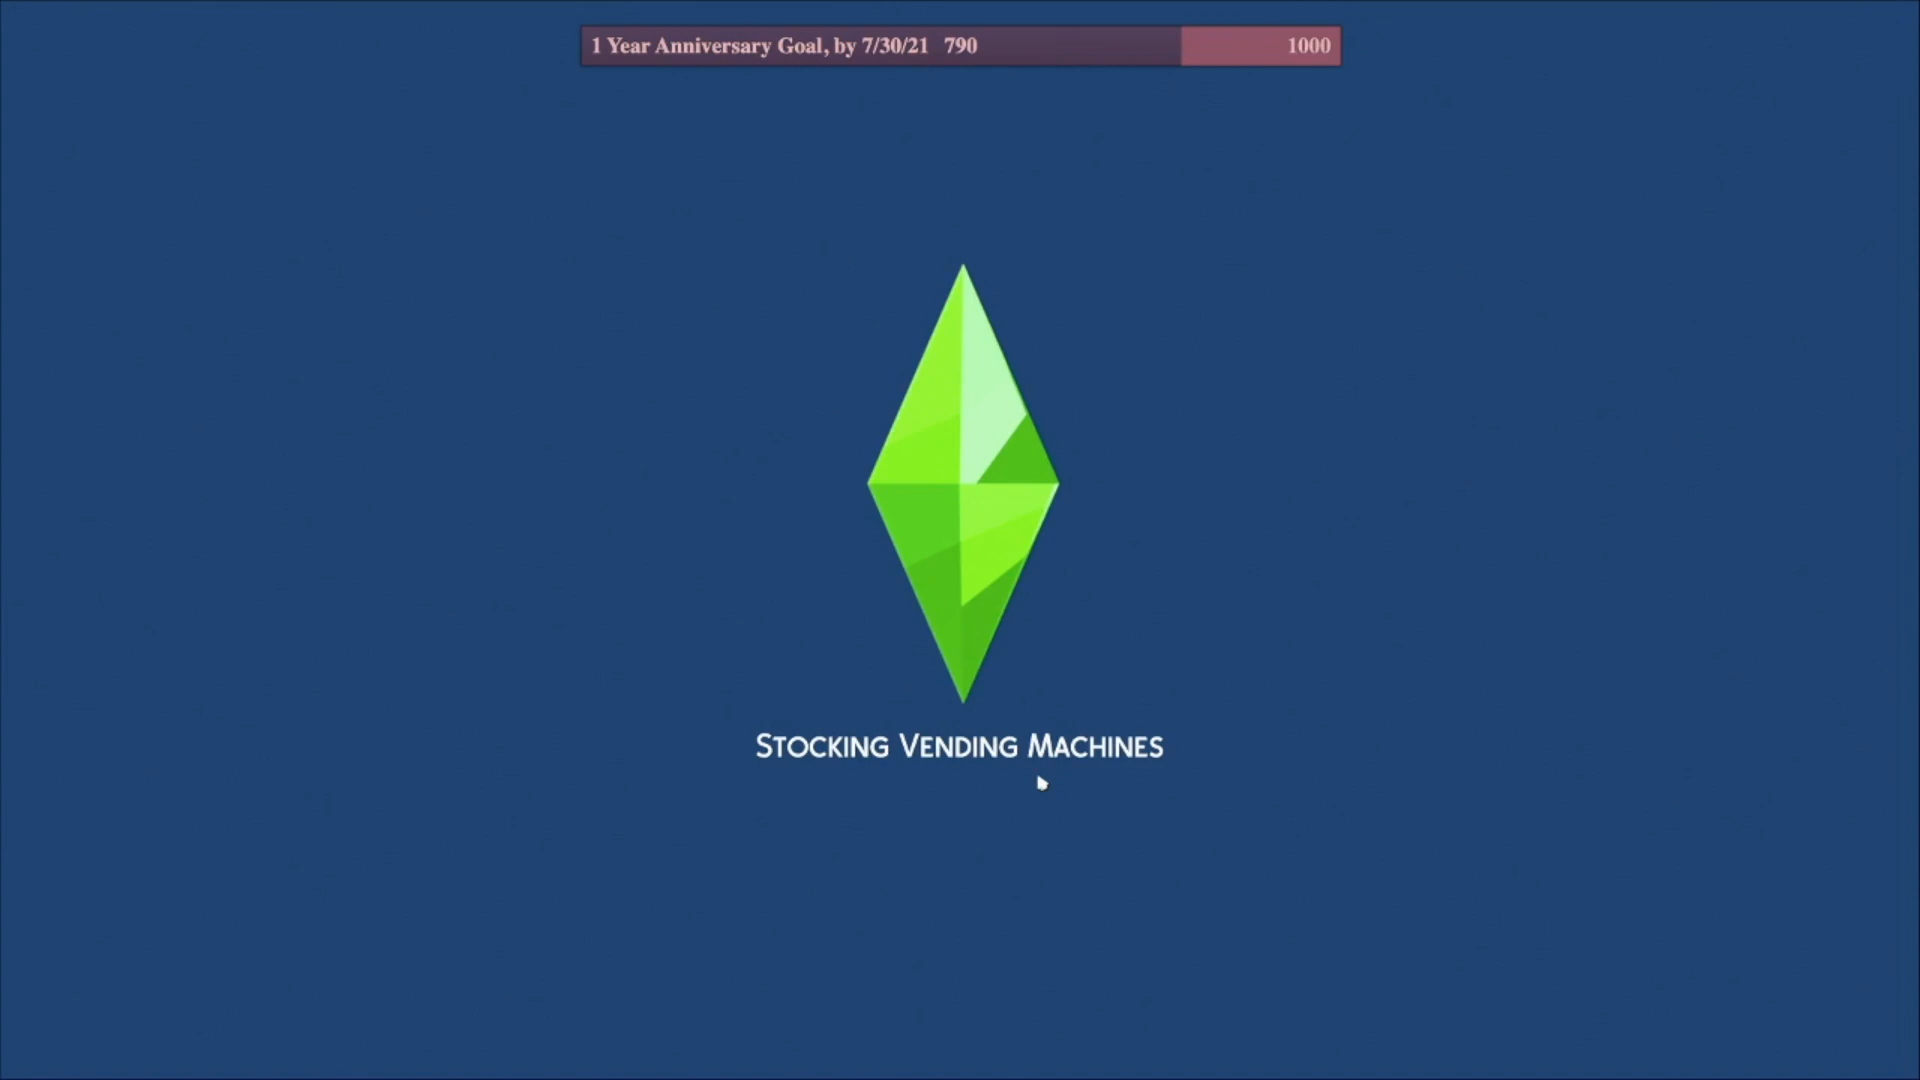 1 Year Anniversary Goal, by 7/30/21 790 1000
Stocking Vending Machines